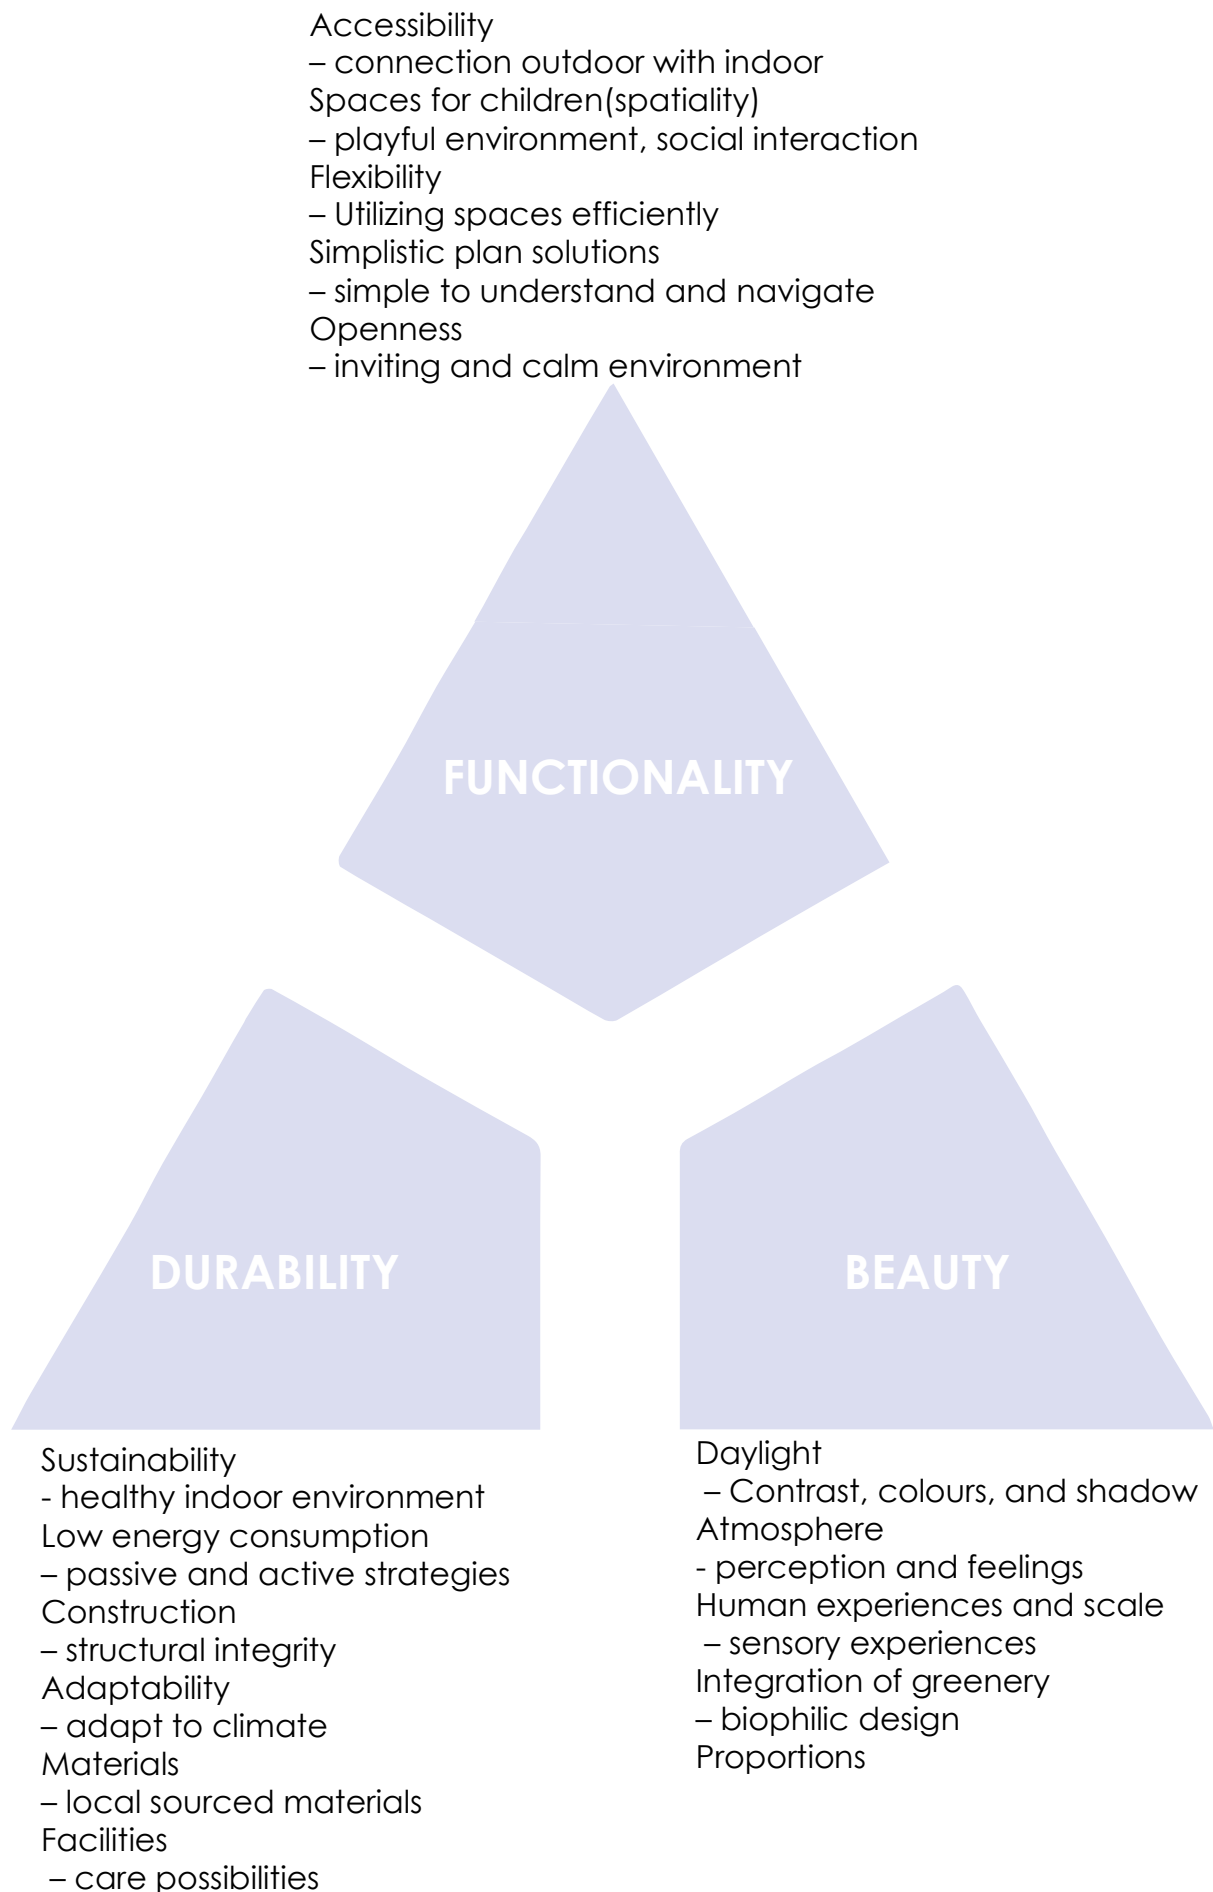 Accessibility
– connection outdoor with indoor
Spaces for children(spatiality)
– playful environment, social interaction
Flexibility
– Utilizing spaces efficiently
Simplistic plan solutions
– simple to understand and navigate
Openness
– inviting and calm environment
FUNCTIONALITY
DURABILITY
BEAUTY
Sustainability
- healthy indoor environment
Low energy consumption
– passive and active strategies
Construction
– structural integrity
Adaptability
– adapt to climate
Materials
– local sourced materials
Facilities
– care possibilities
Daylight
– Contrast, colours, and shadow
Atmosphere
- perception and feelings
Human experiences and scale
– sensory experiences
Integration of greenery
– biophilic design
Proportions